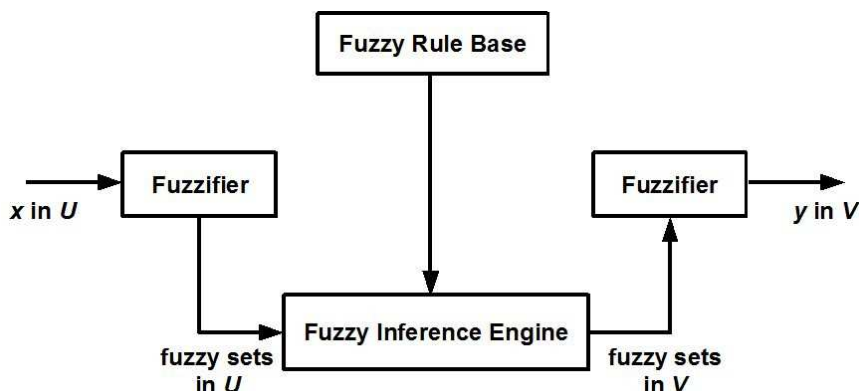 Fuzzy Rule Base
Fuzzifier
Fuzzifier
x in U
y in V
Fuzzy Inference Engine
fuzzy sets
in U
fuzzy sets
in V